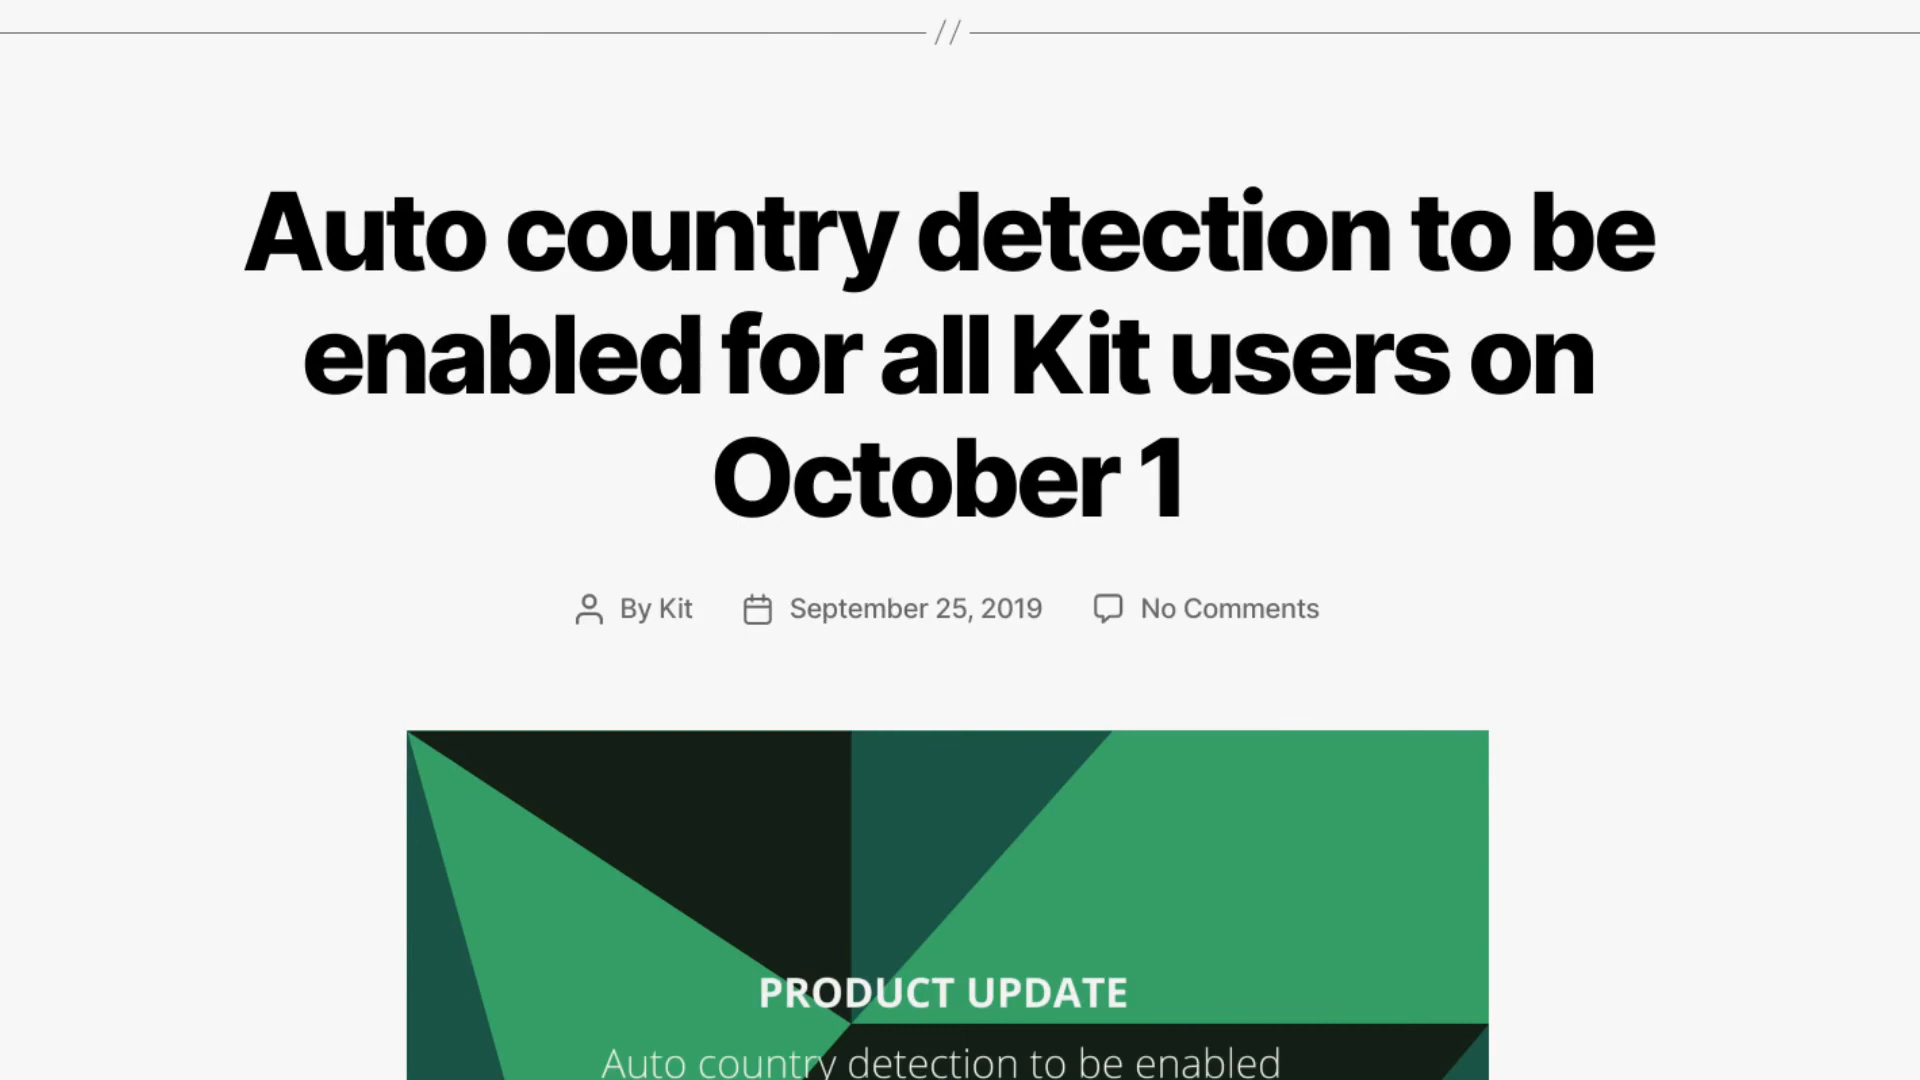 //
Auto country detection to be
enabled for all Kit users on
October 1
By Kit September 25, 2019 No Comments
PRODUCT UPDATE
Auto country detection to be enabled